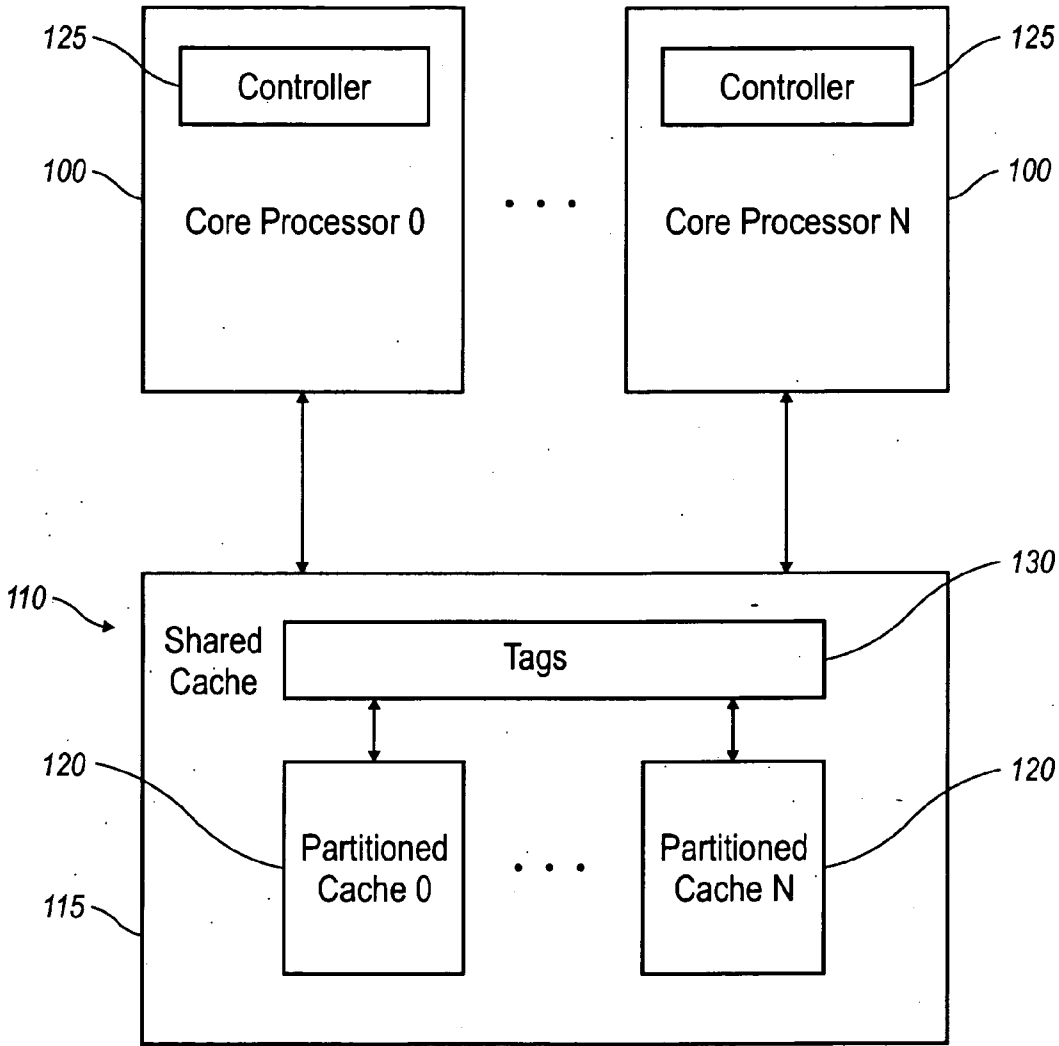 125
Controller
Controller
125
100
Core Processor 0
. . .
Core Processor N
100
110
Shared
Cache
Tags
130
120
Partitioned
Cache 0
. . .
Partitioned
Cache N
120
115